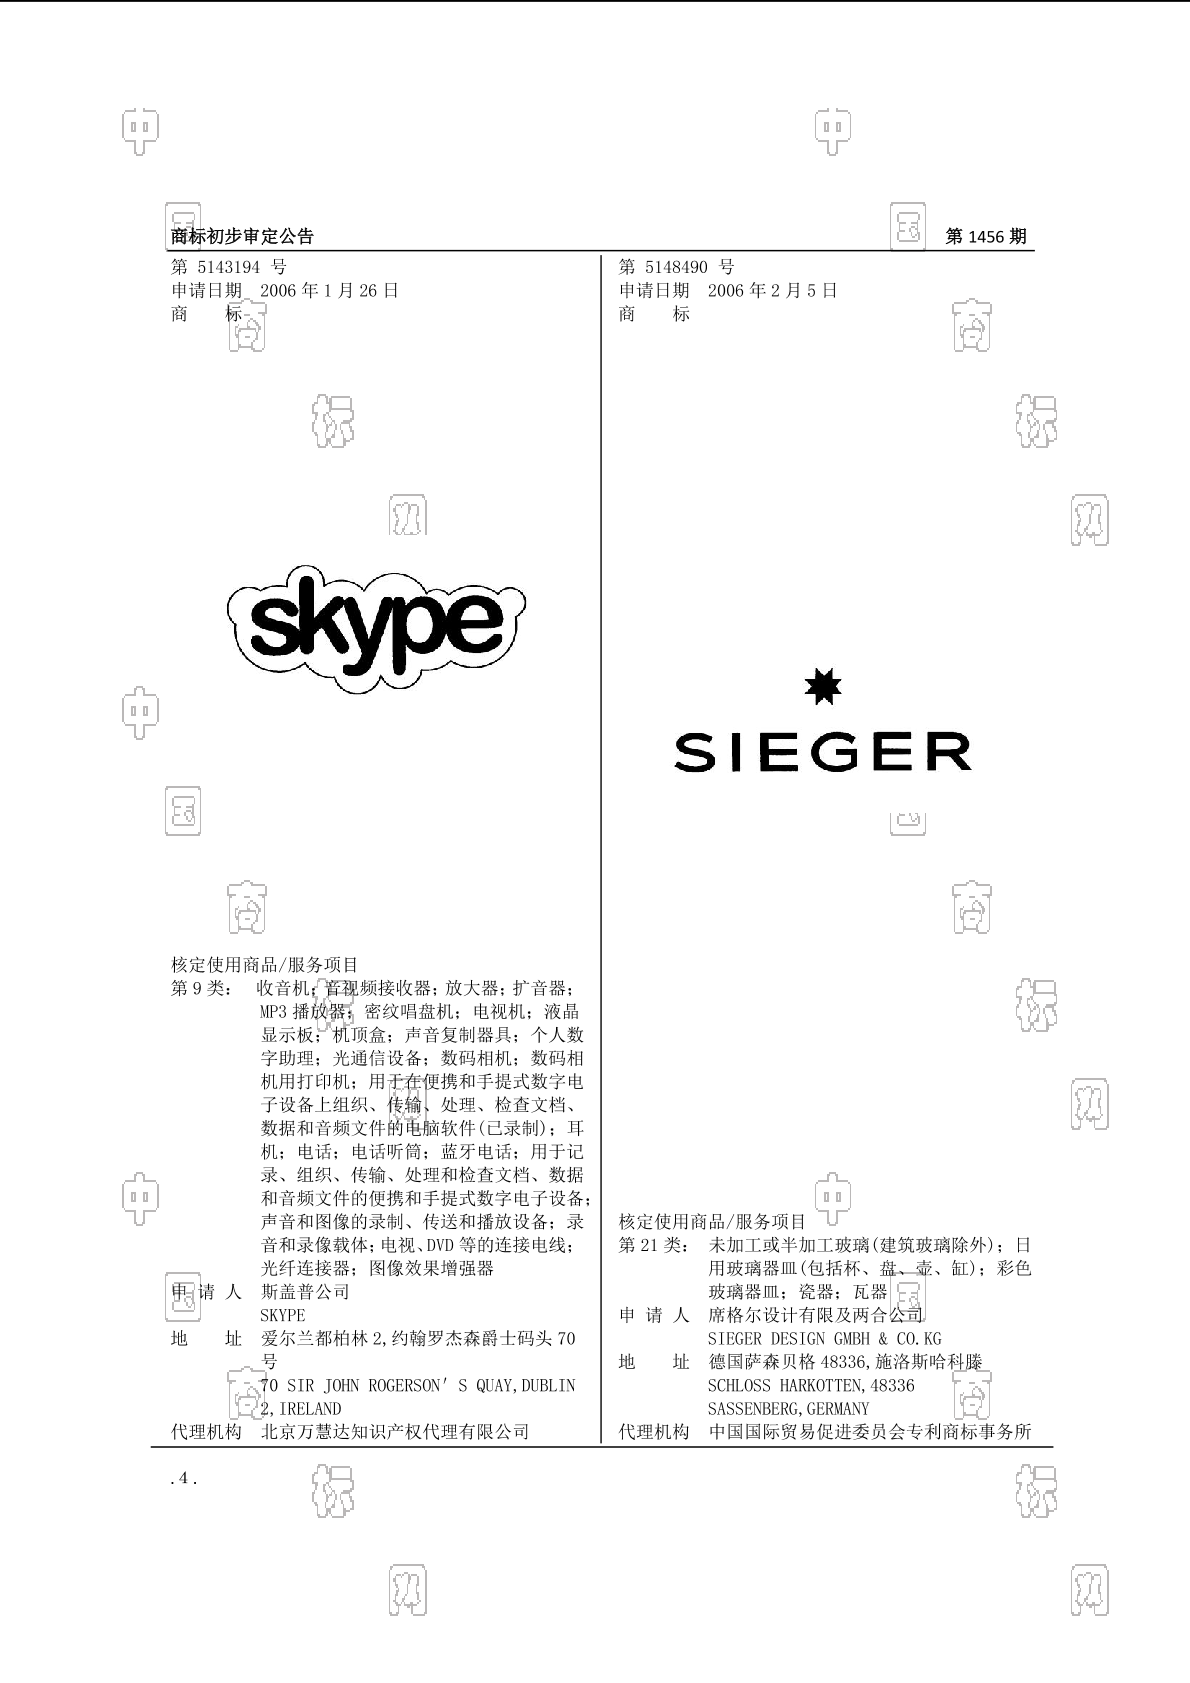 商标初步审定公告
第 1456 期
第 5143194 号
申请日期 2006 年 1 月 26 日
商 标
skype
核定使用商品/服务项目
第 9 类： 收音机；音视频接收器；放大器；扩音器；
MP3 播放器；密纹唱盘机；电视机；液晶
显示板；机顶盒；声音复制器具；个人数
字助理；光通信设备；数码相机；数码相
机用打印机；用于在便携和手提式数字电
子设备上组织、传输、处理、检查文档、
数据和音频文件的电脑软件(已录制)；耳
机；电话；电话听筒；蓝牙电话；用于记
录、组织、传输、处理和检查文档、数据
和音频文件的便携和手提式数字电子设备；
声音和图像的录制、传送和播放设备；录
音和录像载体；电视、DVD 等的连接电线；
光纤连接器；图像效果增强器
申 请 人 斯盖普公司
SKYPE
地 址 爱尔兰都柏林 2,约翰罗杰森爵士码头 70
号
70 SIR JOHN ROGERSON'S QUAY,DUBLIN
2,IRELAND
代理机构 北京万慧达知识产权代理有限公司
第 5148490 号
申请日期 2006 年 2 月 5 日
商 标
SIEGER
核定使用商品/服务项目
第 21 类： 未加工或半加工玻璃(建筑玻璃除外)；日
用玻璃器皿(包括杯、盘、壶、缸)；彩色
玻璃器皿；瓷器；瓦器
申 请 人 席格尔设计有限及两合公司
SIEGER DESIGN GMBH & CO.KG
地 址 德国萨森贝格 48336,施洛斯哈科滕
SCHLOSS HARKOTTEN,48336
SASSENBERG,GERMANY
代理机构 中国国际贸易促进委员会专利商标事务所
. 4 .